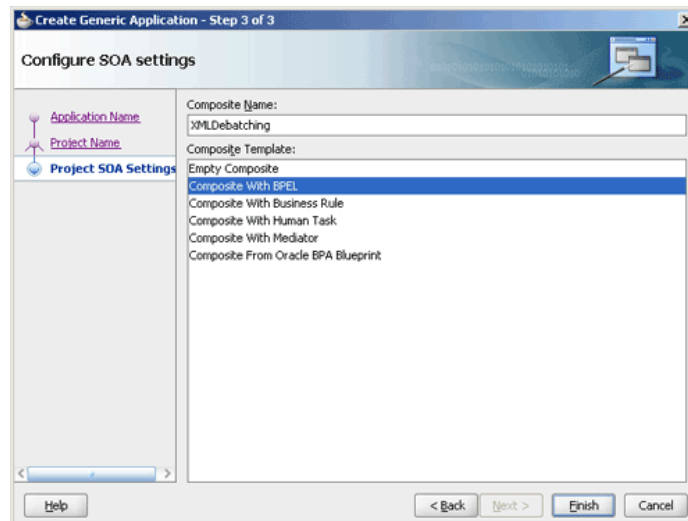 Create Generic Application - Step 3 of 3
Configure SOA settings
Application Name
Project Name
Project SOA Settings
Composite Name:
XMLDebatching
Composite Template:
Empty Composite
Composite With BPEL
Composite With Business Rule
Composite With Human Task
Composite With Mediator
Composite From Oracle BPA Blueprint
Help
< Back
Next >
Finish
Cancel